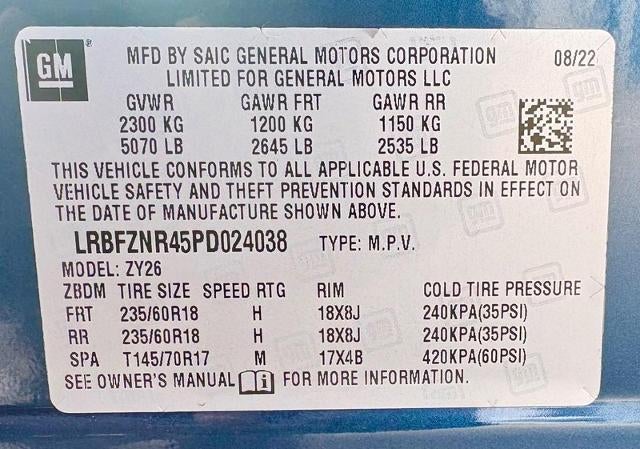 GM
MFD BY SAIC GENERAL MOTORS CORPORATION 08/22
LIMITED FOR GENERAL MOTORS LLC
GVWR GAWR FRT GAWR RR
2300 KG 1200 KG 1150 KG
5070 LB 2645 LB 2535 LB
THIS VEHICLE CONFORMS TO ALL APPLICABLE U.S. FEDERAL MOTOR
VEHICLE SAFETY AND THEFT PREVENTION STANDARDS IN EFFECT ON
THE DATE OF MANUFACTURE SHOWN ABOVE.
LRBFZNR45PD024038 TYPE: M.P.V.
MODEL: ZY26
ZBDM TIRE SIZE SPEED RTG RIM COLD TIRE PRESSURE
FRT 235/60R18 H 18X8J 240KPA(35PSI)
RR 235/60R18 H 18X8J 240KPA(35PSI)
SPA T145/70R17 M 17X4B 420KPA(60PSI)
SEE OWNER'S MANUAL FOR MORE INFORMATION.